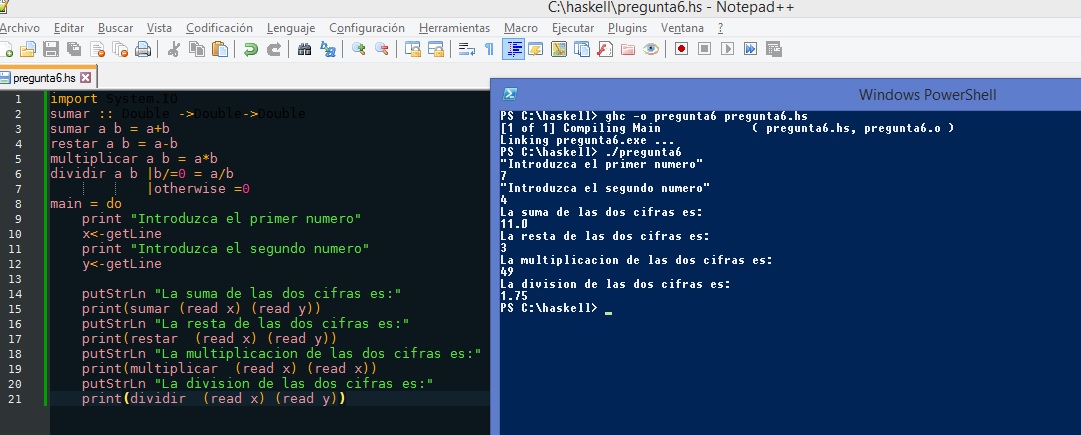 C:\haskell\pregunta6.hs - Notepad++
Archivo Editar Buscar Vista Codificación Lenguaje Configuración Herramientas Macro Ejecutar Plugins Ventana ?
pregunta6.hs
1 import System.IO
2 sumar :: Double ->Double->Double
3 sumar a b = a+b
4 restar a b = a-b
5 multiplicar a b = a*b
6 dividir a b |b/=0 = a/b
7 |otherwise =0
8 main = do
9 print "Introduzca el primer numero"
10 x<-getLine
11 print "Introduzca el segundo numero"
12 y<-getLine
13
14 putStrLn "La suma de las dos cifras es:"
15 print(sumar (read x) (read y))
16 putStrLn "La resta de las dos cifras es:"
17 print(restar  (read x) (read y))
18 putStrLn "La multiplicacion de las dos cifras es:"
19 print(multiplicar  (read x) (read x))
20 putStrLn "La division de las dos cifras es:"
21 print(dividir  (read x) (read y))
Windows PowerShell
PS C:\haskell> ghc -o pregunta6 pregunta6.hs
[1 of 1] Compiling Main ( pregunta6.hs, pregunta6.o )
Linking pregunta6.exe ...
PS C:\haskell> ./pregunta6
"Introduzca el primer numero"
7
"Introduzca el segundo numero"
4
La suma de las dos cifras es:
11.0
La resta de las dos cifras es:
3
La multiplicacion de las dos cifras es:
49
La division de las dos cifras es:
1.75
PS C:\haskell> _